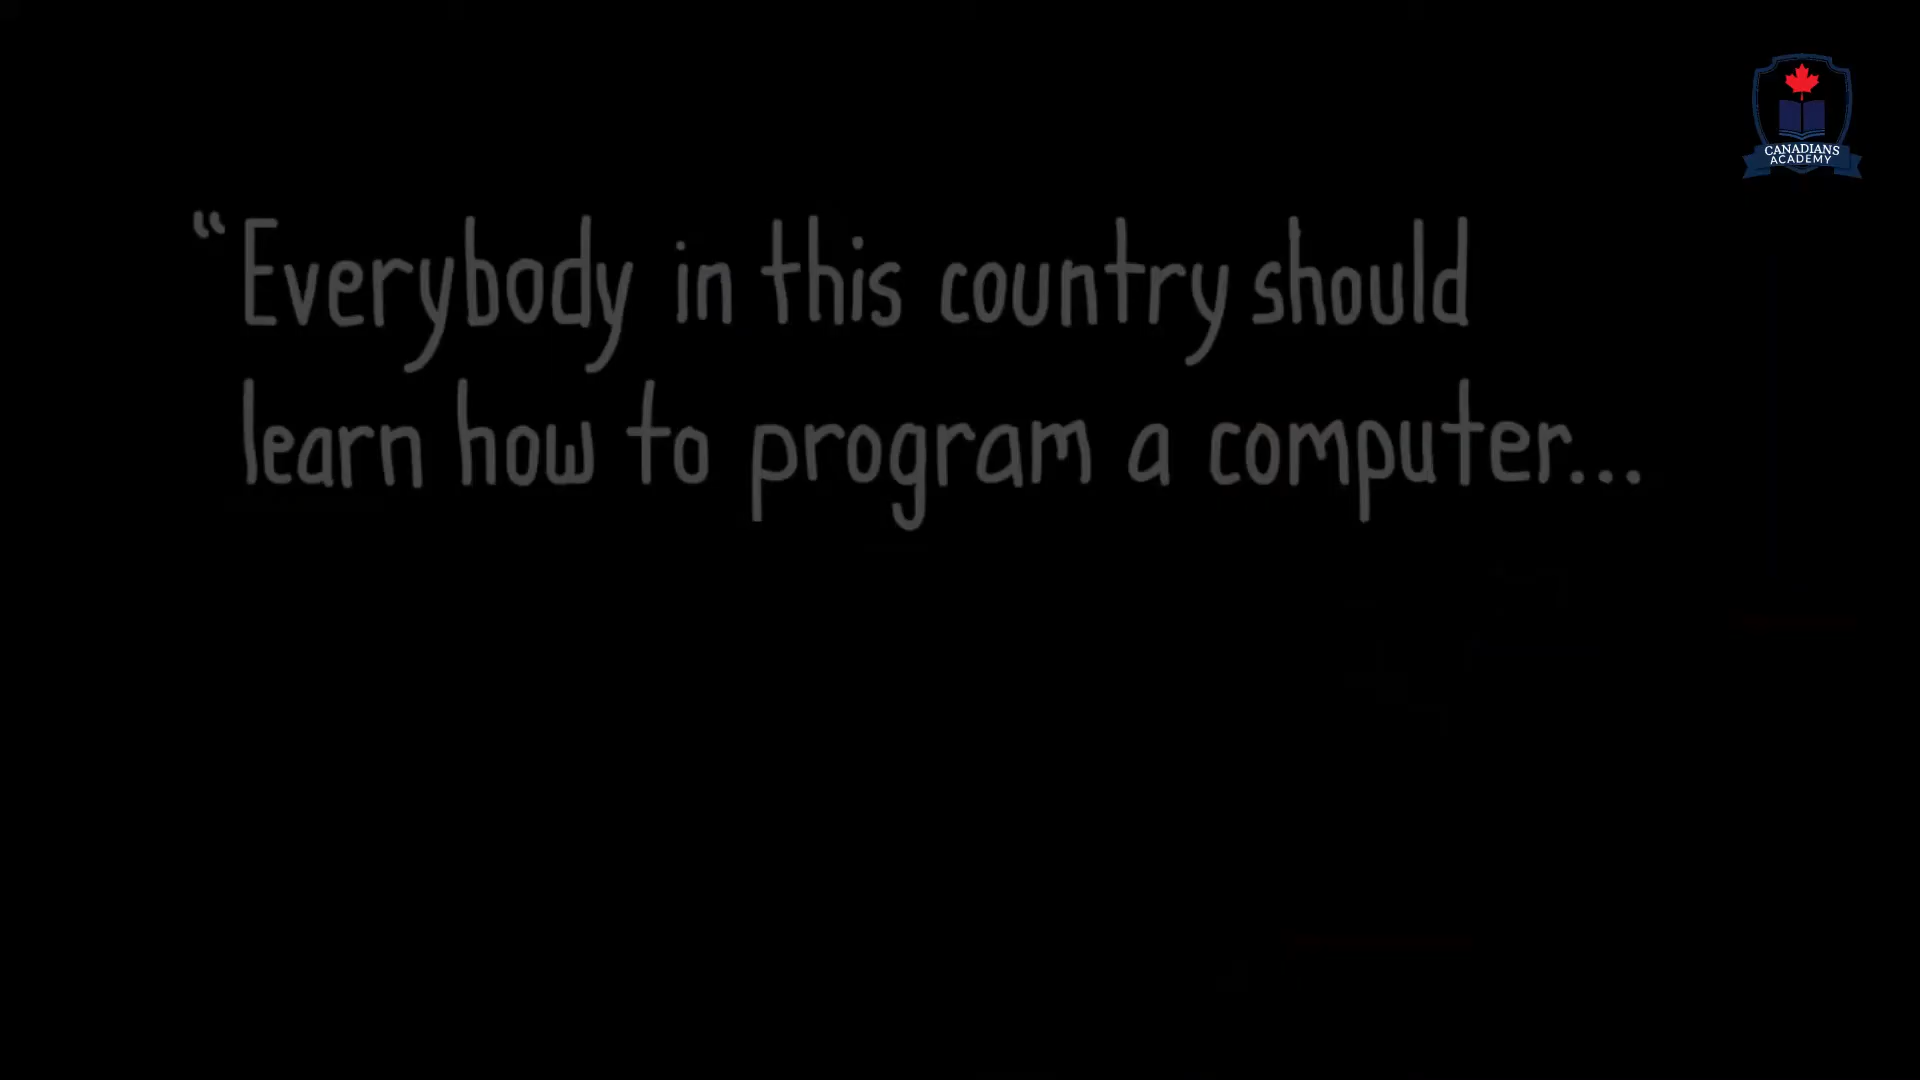 CANADIANS
ACADEMY
“Everybody in this country should
learn how to program a computer...